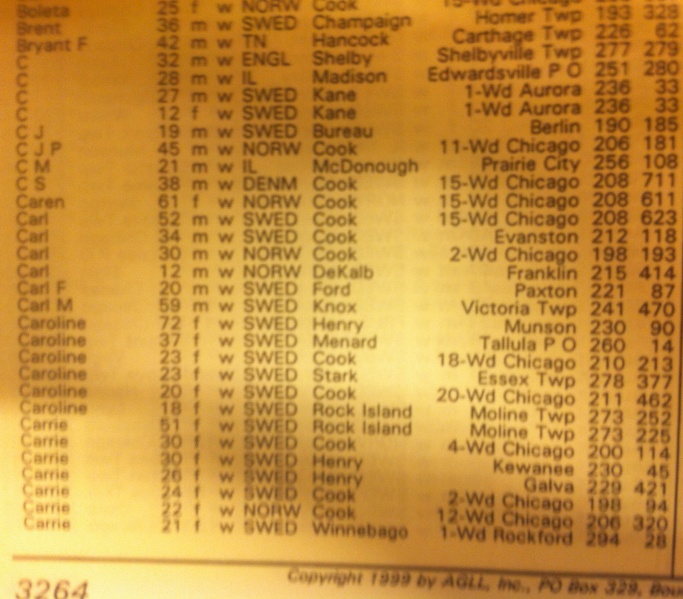 Boleta 25 f w NORW Cook 15-Wd Chicago
Brent 36 m w SWED Champaign Homer Twp 193 328
Bryant F 42 m w TN Hancock Carthage Twp 226 62
C 32 m w ENGL Shelby Shelbyville Twp 277 279
C 28 m w IL Madison Edwardsville P O 251 280
C 27 m w SWED Kane 1-Wd Aurora 236 33
C 12 f w SWED Kane 1-Wd Aurora 236 33
C J 19 m w SWED Bureau Berlin 190 185
C J P 45 m w NORW Cook 11-Wd Chicago 206 181
C M 21 m w IL McDonough Prairie City 256 108
C S 38 m w DENM Cook 15-Wd Chicago 208 711
Caren 61 f w NORW Cook 15-Wd Chicago 208 611
Carl 52 m w SWED Cook 15-Wd Chicago 208 623
Carl 34 m w SWED Cook Evanston 212 118
Carl 30 m w NORW Cook 2-Wd Chicago 198 193
Carl 12 m w NORW DeKalb Franklin 215 414
Carl F 20 m w SWED Ford Paxton 221 87
Carl M 59 m w SWED Knox Victoria Twp 241 470
Caroline 72 f w SWED Henry Munson 230 90
Caroline 37 f w SWED Menard Tallula P O 260 14
Caroline 23 f w SWED Cook 18-Wd Chicago 210 213
Caroline 23 f w SWED Stark Essex Twp 278 377
Caroline 20 f w SWED Cook 20-Wd Chicago 211 462
Caroline 18 f w SWED Rock Island Moline Twp 273 252
Carrie 51 f w SWED Rock Island Moline Twp 273 225
Carrie 30 f w SWED Cook 4-Wd Chicago 200 114
Carrie 30 f w SWED Henry Kewanee 230 45
Carrie 26 f w SWED Henry Galva 229 421
Carrie 24 f w SWED Cook 2-Wd Chicago 198 94
Carrie 22 f w NORW Cook 12-Wd Chicago 206 320
Carrie 21 f w SWED Winnebago 1-Wd Rockford 294 28
3264 Copyright 1999 by AGLL, Inc., PO Box 329, Bou